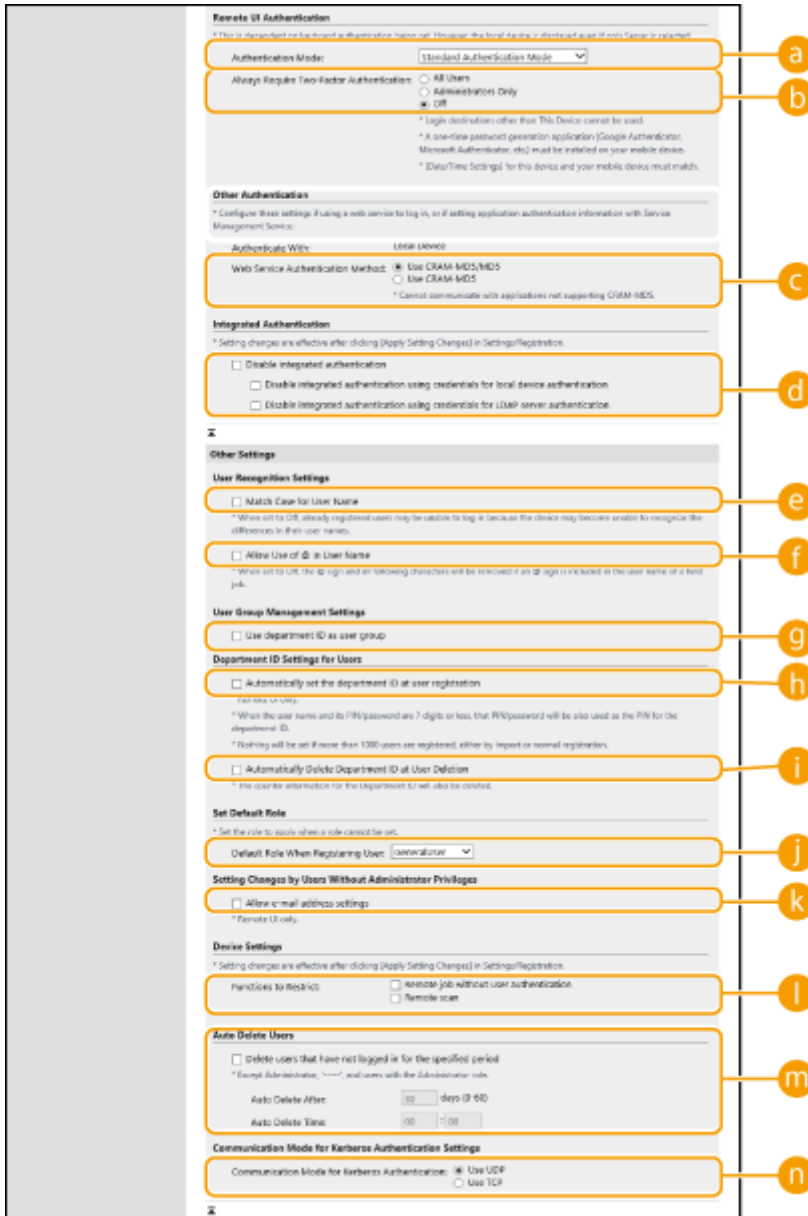 Remote UI Authentication
* This is dependent on keyboard authentication being set. However, the local device is displayed even if only Server is selected.
Authentication Mode: Standard Authentication Mode
a
Always Require Two-Factor Authentication: All Users
Administrators Only
Off
b
* Login destinations other than This Device cannot be used.
* A one-time password generation application (Google Authenticator,
Microsoft Authenticator, etc.) must be installed on your mobile device.
* [Date/Time Settings] for this device and your mobile device must match.
Other Authentication
* Configure these settings if using a web service to log in, or if setting application authentication information with Service
Management Service.
Authenticate With: Local Device
Web Service Authentication Method: Use CRAM-MD5/MD5
Use CRAM-MD5
* Cannot communicate with applications not supporting CRAM-MD5.
c
Integrated Authentication
* Setting changes are effective after clicking [Apply Setting Changes] in Settings/Registration.
Disable integrated authentication
Disable integrated authentication using credentials for local device authentication
Disable integrated authentication using credentials for LDAP server authentication
d
Other Settings
User Recognition Settings
Match Case for User Name
e
* When set to Off, already registered users may be unable to log in because the device may become unable to recognize the
differences in their user names.
Allow Use of @ in User Name
f
* When set to Off, the @ sign and all following characters will be removed if an @ sign is included in the user name of a held
job.
User Group Management Settings
Use department ID as user group
g
Department ID Settings for Users
Automatically set the department ID at user registration
h
* When the user name and its PIN/password are 7 digits or less, that PIN/password will be also used as the PIN for the
department ID.
* Nothing will be set if more than 1000 users are registered, either by import or normal registration.
Automatically Delete Department ID at User Deletion
i
* The counter information for the Department ID will also be deleted.
Set Default Role
* Set the role to apply when a role cannot be set.
Default Role When Registering User: GeneralUser
j
Setting Changes by Users Without Administrator Privileges
Allow e-mail address settings
k
* Remote UI only.
Device Settings
* Setting changes are effective after clicking [Apply Setting Changes] in Settings/Registration.
Functions to Restrict: Remote job without user authentication
Remote scan
l
Auto Delete Users
Delete users that have not logged in for the specified period
* Except Administrator, '-----', and users with the Administrator role.
Auto Delete After: 30 days (0-60)
Auto Delete Time: 00 : 00
m
Communication Mode for Kerberos Authentication Settings
Communication Mode for Kerberos Authentication: Use UDP
Use TCP
n